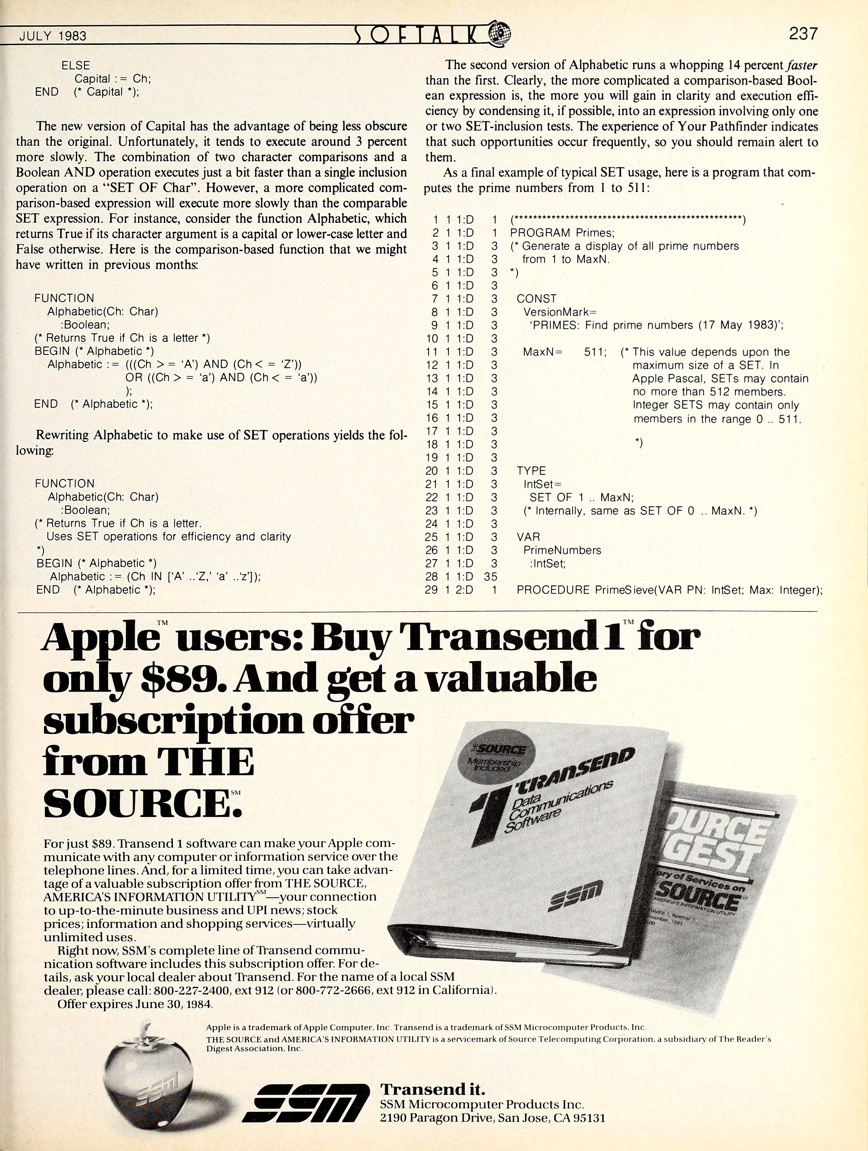 JULY 1983
SOFTALK
237
ELSE
Capital := Ch;
END (* Capital *);
The new version of Capital has the advantage of being less obscure
than the original. Unfortunately, it tends to execute around 3 percent
more slowly. The combination of two character comparisons and a
Boolean AND operation executes just a bit faster than a single inclusion
operation on a "SET OF Char". However, a more complicated com-
parison-based expression will execute more slowly than the comparable
SET expression. For instance, consider the function Alphabetic, which
returns True if its character argument is a capital or lower-case letter and
False otherwise. Here is the comparison-based function that we might
have written in previous months:
FUNCTION
Alphabetic(Ch: Char)
:Boolean;
(* Returns True if Ch is a letter *)
BEGIN (* Alphabetic *)
Alphabetic := (((Ch > = 'A') AND (Ch < = 'Z'))
OR ((Ch > = 'a') AND (Ch < = 'a'))
);
END (* Alphabetic *);
Rewriting Alphabetic to make use of SET operations yields the fol-
lowing:
FUNCTION
Alphabetic(Ch: Char)
:Boolean;
(* Returns True if Ch is a letter.
Uses SET operations for efficiency and clarity
*)
BEGIN (* Alphabetic *)
Alphabetic := (Ch IN ['A' ..'Z,' 'a' ..'z']);
END (* Alphabetic *);
The second version of Alphabetic runs a whopping 14 percent faster
than the first. Clearly, the more complicated a comparison-based Bool-
ean expression is, the more you will gain in clarity and execution effi-
ciency by condensing it, if possible, into an expression involving only one
or two SET-inclusion tests. The experience of Your Pathfinder indicates
that such opportunities occur frequently, so you should remain alert to
them.
As a final example of typical SET usage, here is a program that com-
putes the prime numbers from 1 to 511:
1 1 1:D 1 (*************************************************)
2 1 1:D 1 PROGRAM Primes;
3 1 1:D 3 (* Generate a display of all prime numbers
4 1 1:D 3 from 1 to MaxN.
5 1 1:D 3 *)
6 1 1:D 3
7 1 1:D 3 CONST
8 1 1:D 3 VersionMark=
9 1 1:D 3 'PRIMES: Find prime numbers (17 May 1983)';
10 1 1:D 3
11 1 1:D 3 MaxN= 511; (* This value depends upon the
12 1 1:D 3 maximum size of a SET. In
13 1 1:D 3 Apple Pascal, SETs may contain
14 1 1:D 3 no more than 512 members.
15 1 1:D 3 Integer SETS may contain only
16 1 1:D 3 members in the range 0 .. 511.
17 1 1:D 3
18 1 1:D 3 *)
19 1 1:D 3
20 1 1:D 3 TYPE
21 1 1:D 3 IntSet=
22 1 1:D 3 SET OF 1 .. MaxN;
23 1 1:D 3 (* Internally, same as SET OF 0 .. MaxN. *)
24 1 1:D 3
25 1 1:D 3 VAR
26 1 1:D 3 PrimeNumbers
27 1 1:D 3 :IntSet;
28 1 1:D 35
29 1 2:D 1 PROCEDURE PrimeSieve(VAR PN: IntSet; Max: Integer);
Apple™ users: Buy Transend 1™ for
only $89. And get a valuable
subscription offer
from THE
SOURCE.℠
For just $89. Transend 1 software can make your Apple com-
municate with any computer or information service over the
telephone lines. And, for a limited time, you can take advan-
tage of a valuable subscription offer from THE SOURCE,
AMERICA'S INFORMATION UTILITY℠—your connection
to up-to-the-minute business and UPI news; stock
prices; information and shopping services—virtually
unlimited uses.
Right now, SSM's complete line of Transend commu-
nication software includes this subscription offer. For de-
tails, ask your local dealer about Transend. For the name of a local SSM
dealer, please call: 800-227-2400, ext 912 (or 800-772-2666, ext 912 in California).
Offer expires June 30, 1984.
SOURCE
Membership
Included
1 TRANSEND
Data
Communications
Software
SSM
OURCE
IGEST
ory of Services on
SOURCE
AMERICA'S INFORMATION UTILITY
Apple is a trademark of Apple Computer, Inc. Transend is a trademark of SSM Microcomputer Products, Inc.
THE SOURCE and AMERICA'S INFORMATION UTILITY is a servicemark of Source Telecomputing Corporation, a subsidiary of The Reader's
Digest Association, Inc.
SSM
SSM
Transend it.
SSM Microcomputer Products Inc.
2190 Paragon Drive, San Jose, CA 95131